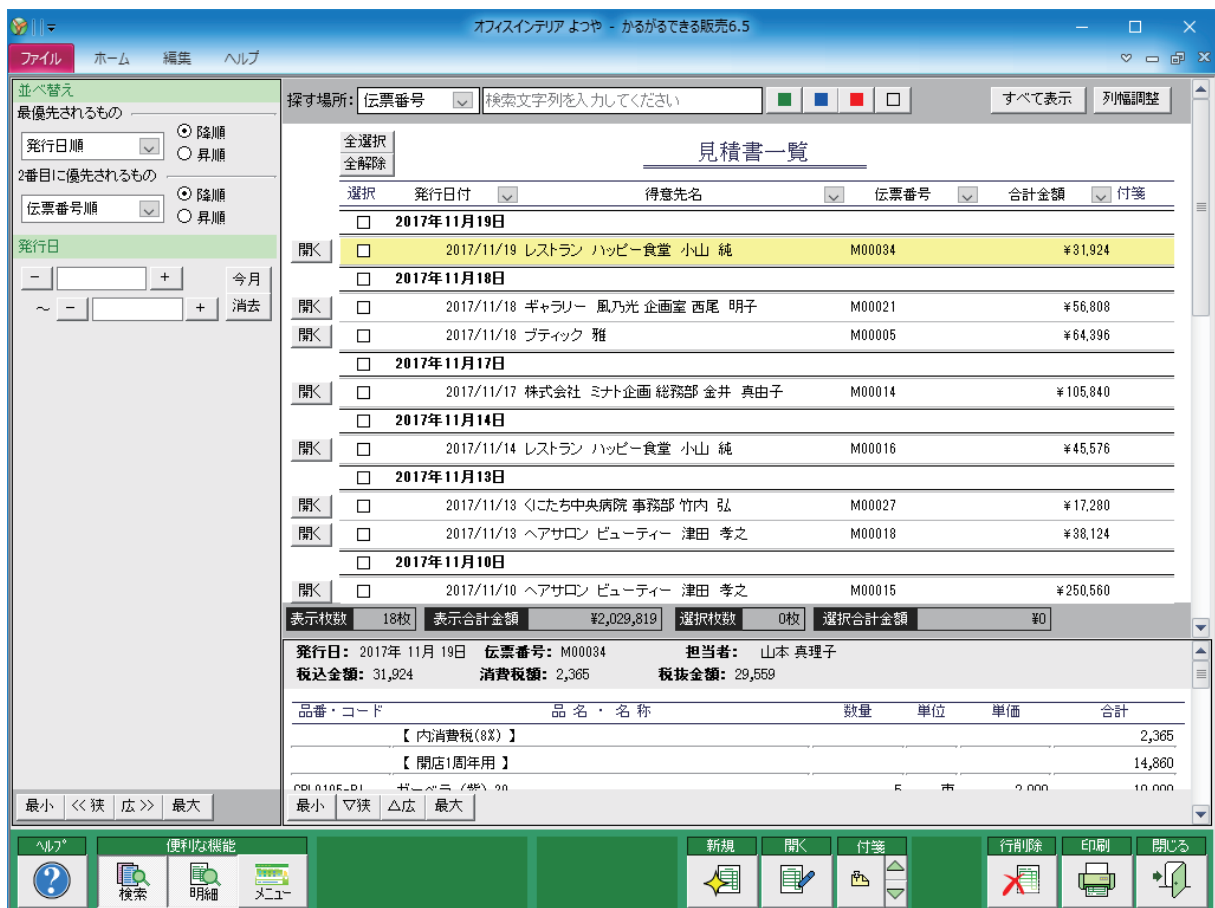 オフィスインテリア よつや - かるがるできる販売6.5
ファイル ホーム 編集 ヘルプ
並べ替え
最優先されるもの
発行日順
降順
昇順
2番目に優先されるもの
伝票番号順
降順
昇順
発行日
- + 今月
～ - + 消去
探す場所: 伝票番号 検索文字列を入力してください すべて表示 列幅調整
全選択
全解除
見積書一覧
選択 発行日付 得意先名 伝票番号 合計金額 付箋
2017年11月19日
開く 2017/11/19 レストラン ハッピー食堂 小山 純 M00034 ¥31,924
2017年11月18日
開く 2017/11/18 ギャラリー 風乃光 企画室 西尾 明子 M00021 ¥56,808
開く 2017/11/18 ブティック 雅 M00005 ¥64,396
2017年11月17日
開く 2017/11/17 株式会社 ミナト企画 総務部 金井 真由子 M00014 ¥105,840
2017年11月14日
開く 2017/11/14 レストラン ハッピー食堂 小山 純 M00016 ¥45,576
2017年11月13日
開く 2017/11/13 くにたち中央病院 事務部 竹内 弘 M00027 ¥17,280
開く 2017/11/13 ヘアサロン ビューティー 津田 孝之 M00018 ¥38,124
2017年11月10日
開く 2017/11/10 ヘアサロン ビューティー 津田 孝之 M00015 ¥250,560
表示枚数 18枚 表示合計金額 ¥2,029,819 選択枚数 0枚 選択合計金額 ¥0
発行日: 2017年 11月 19日 伝票番号: M00034 担当者: 山本 真理子
税込金額: 31,924 消費税額: 2,365 税抜金額: 29,559
品番・コード 品 名 ・ 名 称 数量 単位 単価 合計
【 内消費税(8%) 】 2,365
【 開店1周年用 】 14,860
ガーベラ (紫) 20 5 束 2,000 10,000
最小 <<狭 広>> 最大
最小 ▽狭 △広 最大
ヘルプ 便利な機能 新規 開く 付箋 行削除 印刷 閉じる
検索 明細 メニュー